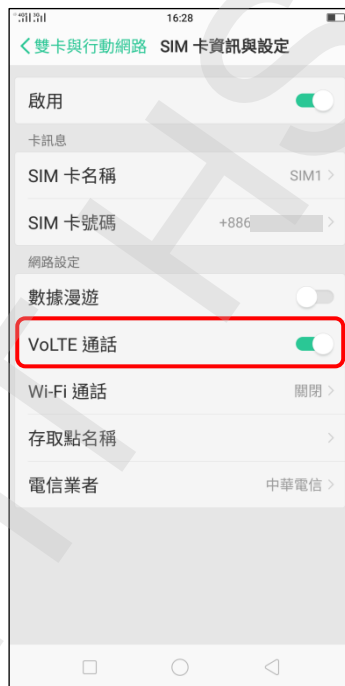 16:28
雙卡與行動網路 SIM 卡資訊與設定
啟用
卡訊息
SIM 卡名稱 SIM1
SIM 卡號碼 +886
網路設定
數據漫遊
VoLTE 通話
Wi-Fi 通話 關閉
存取點名稱
電信業者 中華電信